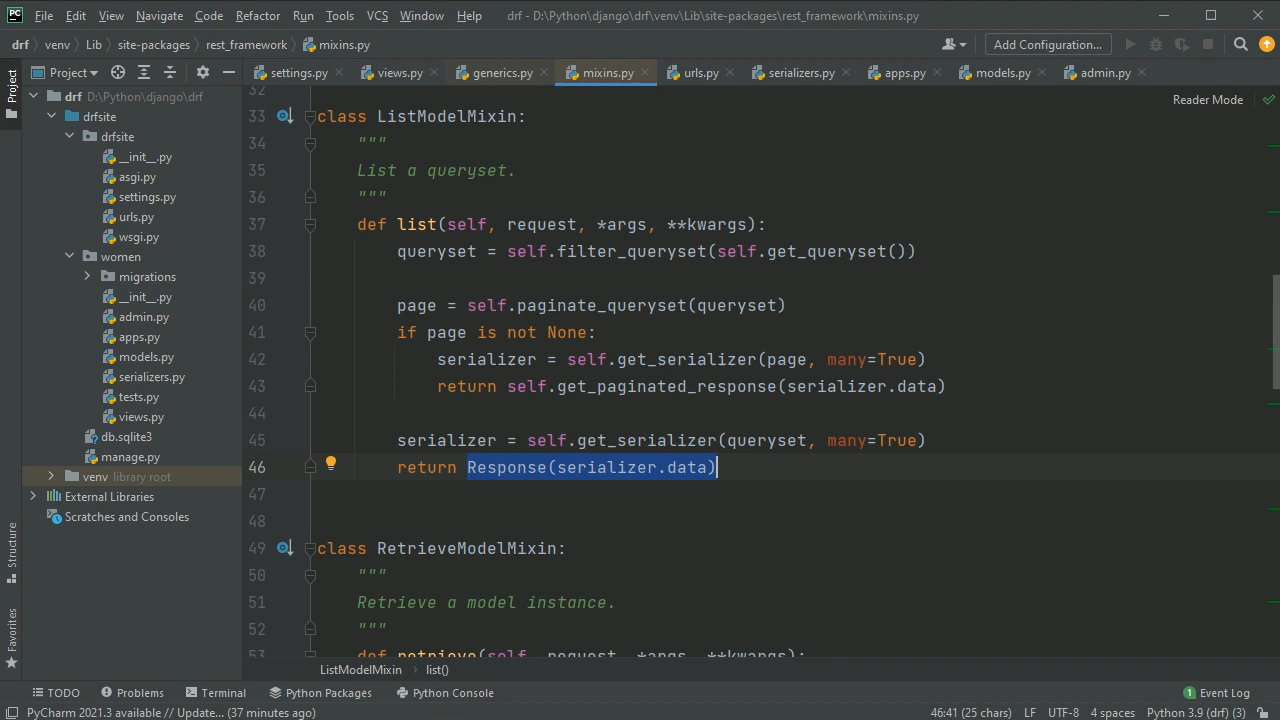 PC File Edit View Navigate Code Refactor Run Tools VCS Window Help drf - D:\Python\django\drf\venv\Lib\site-packages\rest_framework\mixins.py
drf venv Lib site-packages rest_framework mixins.py Add Configuration...
Project settings.py views.py generics.py mixins.py urls.py serializers.py apps.py models.py admin.py
Project
Structure
Favorites
drf D:\Python\django\drf
drfsite
drfsite
__init__.py
asgi.py
settings.py
urls.py
wsgi.py
women
migrations
__init__.py
admin.py
apps.py
models.py
serializers.py
tests.py
views.py
db.sqlite3
manage.py
venv library root
External Libraries
Scratches and Consoles
Reader Mode
32
33 class ListModelMixin:
34 """
35 List a queryset.
36 """
37 def list(self, request, *args, **kwargs):
38 queryset = self.filter_queryset(self.get_queryset())
39
40 page = self.paginate_queryset(queryset)
41 if page is not None:
42 serializer = self.get_serializer(page, many=True)
43 return self.get_paginated_response(serializer.data)
44
45 serializer = self.get_serializer(queryset, many=True)
46 return Response(serializer.data)
47
48
49 class RetrieveModelMixin:
50 """
51 Retrieve a model instance.
52 """
53 def retrieve(self, request, *args, **kwargs):
ListModelMixin list()
TODO Problems Terminal Python Packages Python Console 1 Event Log
PyCharm 2021.3 available // Update... (37 minutes ago) 46:41 (25 chars) LF UTF-8 4 spaces Python 3.9 (drf) (3)